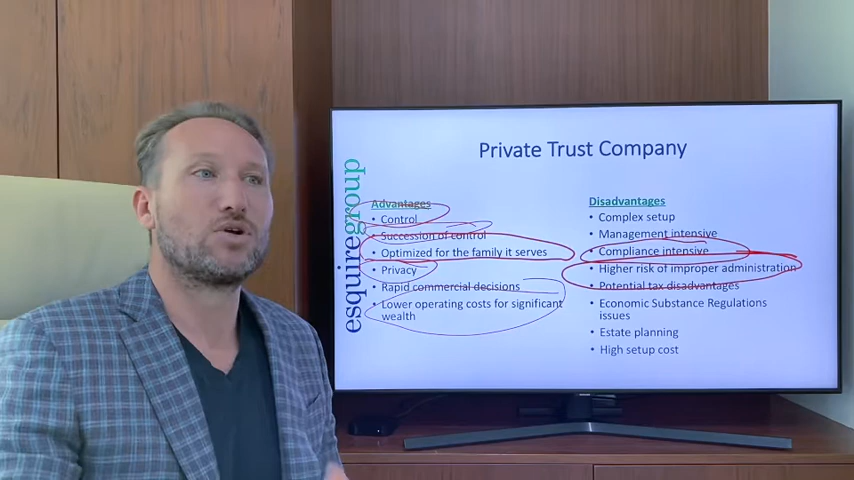 Private Trust Company
esquiregroup
Advantages
• Control
• Succession of control
• Optimized for the family it serves
• Privacy
• Rapid commercial decisions
• Lower operating costs for significant
wealth
Disadvantages
• Complex setup
• Management intensive
• Compliance intensive
• Higher risk of improper administration
• Potential tax disadvantages
• Economic Substance Regulations
issues
• Estate planning
• High setup cost